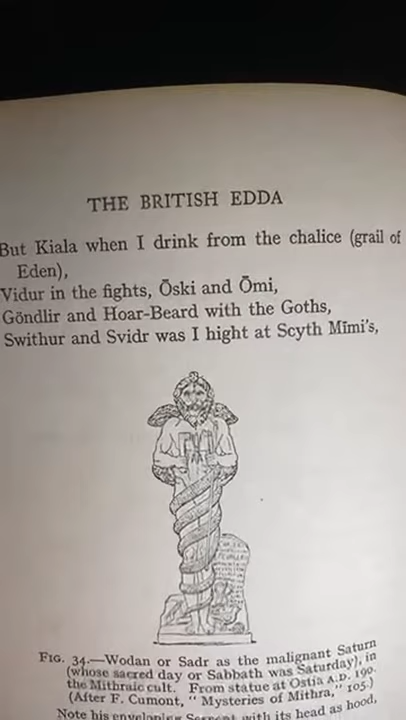 THE BRITISH EDDA
But Kiala when I drink from the chalice (grail of
Eden),
Vidur in the fights, Ōski and Ōmi,
Göndlir and Hoar-Beard with the Goths,
Swithur and Svidr was I hight at Scyth Mīmi's,
FIG. 34.—Wodan or Sadr as the malignant Saturn
(whose sacred day or Sabbath was Saturday), in
the Mithraic cult. From statue at Ostia A.D. 190.
(After F. Cumont, "Mysteries of Mithra," 105.)
Note his enveloping Serpent with its head as hood,